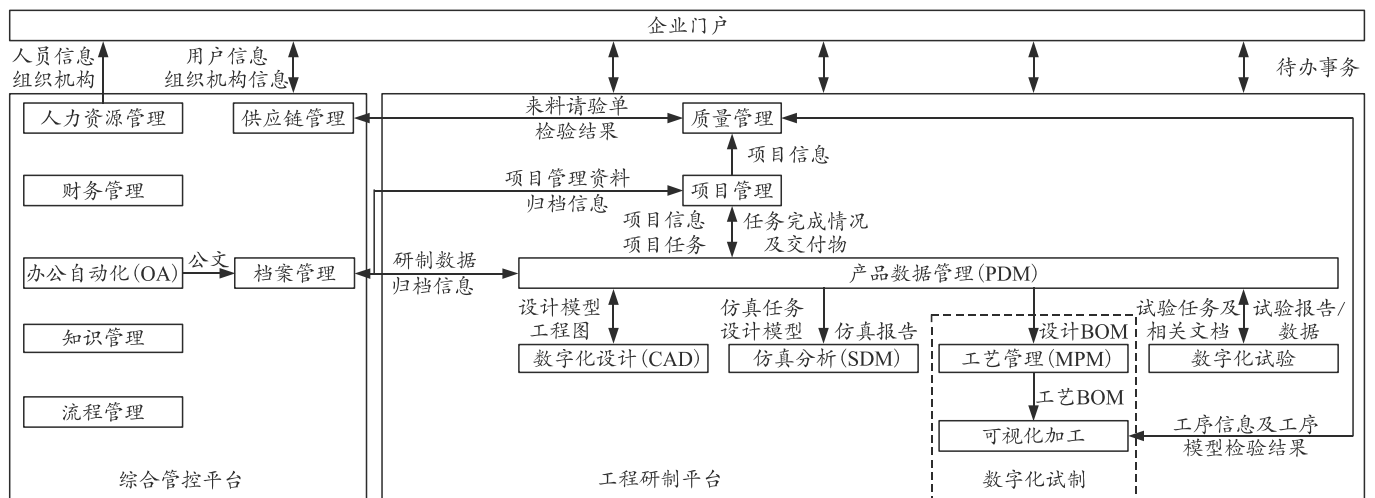 企业门户
人员信息
组织机构
用户信息
组织机构信息
待办事务
人力资源管理
供应链管理
来料请验单
检验结果
质量管理
项目信息
财务管理
项目管理资料
归档信息
项目管理
项目信息
项目任务
任务完成情况
及交付物
办公自动化(OA)
公文
档案管理
研制数据
归档信息
产品数据管理(PDM)
设计模型
工程图
仿真任务
设计模型
仿真报告
设计BOM
试验任务及
相关文档
试验报告/
数据
知识管理
数字化设计(CAD)
仿真分析(SDM)
工艺管理(MPM)
数字化试验
工艺BOM
流程管理
可视化加工
工序信息及工序
模型检验结果
综合管控平台
工程研制平台
数字化试制